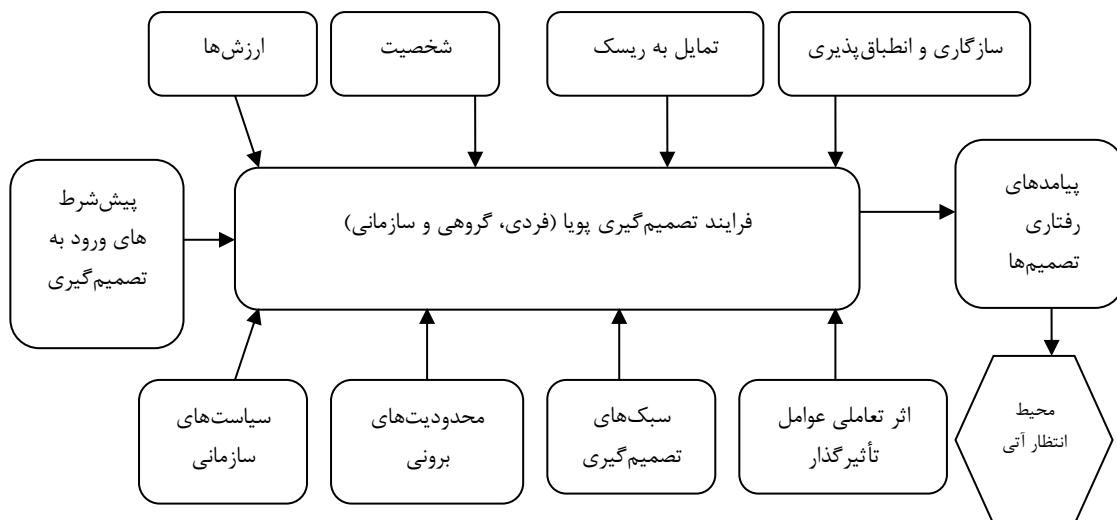 سازگاری و انطباق‌پذیری
تمایل به ریسک
شخصیت
ارزش‌ها
پیش‌شرط
های ورود به
تصمیم‌گیری
فرایند تصمیم‌گیری پویا (فردی، گروهی و سازمانی)
پیامدهای
رفتاری
تصمیم‌ها
اثر تعاملی عوامل
تأثیرگذار
سبک‌های
تصمیم‌گیری
محدودیت‌های
برونی
سیاست‌های
سازمانی
محیط
انتظار آتی